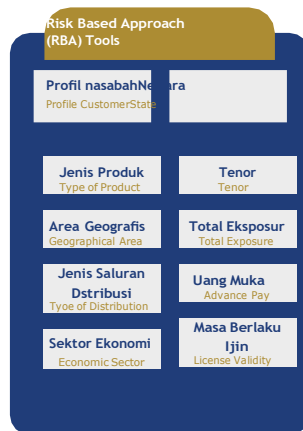 Risk Based Approach
(RBA) Tools
Profil nasabahNegara
Profile CustomerState
Jenis Produk
Type of Product
Tenor
Tenor
Area Geografis
Geographical Area
Total Eksposur
Total Exposure
Jenis Saluran
Dstribusi
Tyoe of Distribution
Uang Muka
Advance Pay
Sektor Ekonomi
Economic Sector
Masa Berlaku
Ijin
License Validity